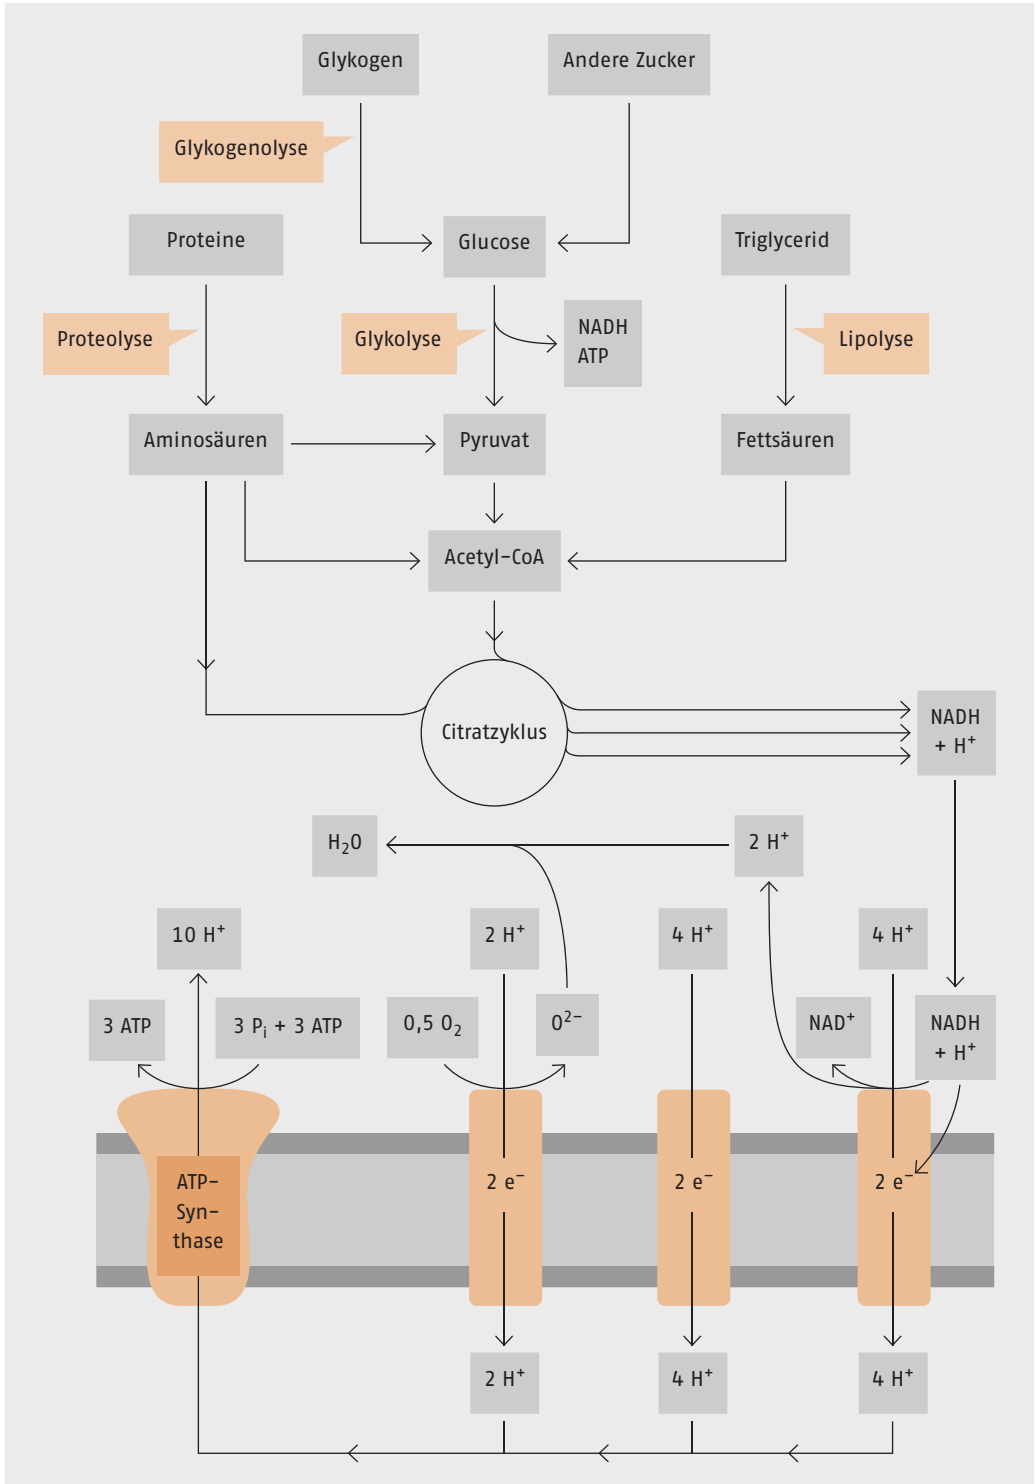 Glykogen
Andere Zucker
Glykogenolyse
Proteine
Glucose
Triglycerid
Proteolyse
Glykolyse
NADH
ATP
Lipolyse
Aminosäuren
Pyruvat
Fettsäuren
Acetyl-CoA
Citratzyklus
NADH
+ H⁺
H₂O
2 H⁺
10 H⁺
2 H⁺
4 H⁺
4 H⁺
3 ATP
3 Pᵢ + 3 ATP
0,5 O₂
O²⁻
NAD⁺
NADH
+ H⁺
ATP-
Syn-
thase
2 e⁻
2 e⁻
2 e⁻
2 H⁺
4 H⁺
4 H⁺